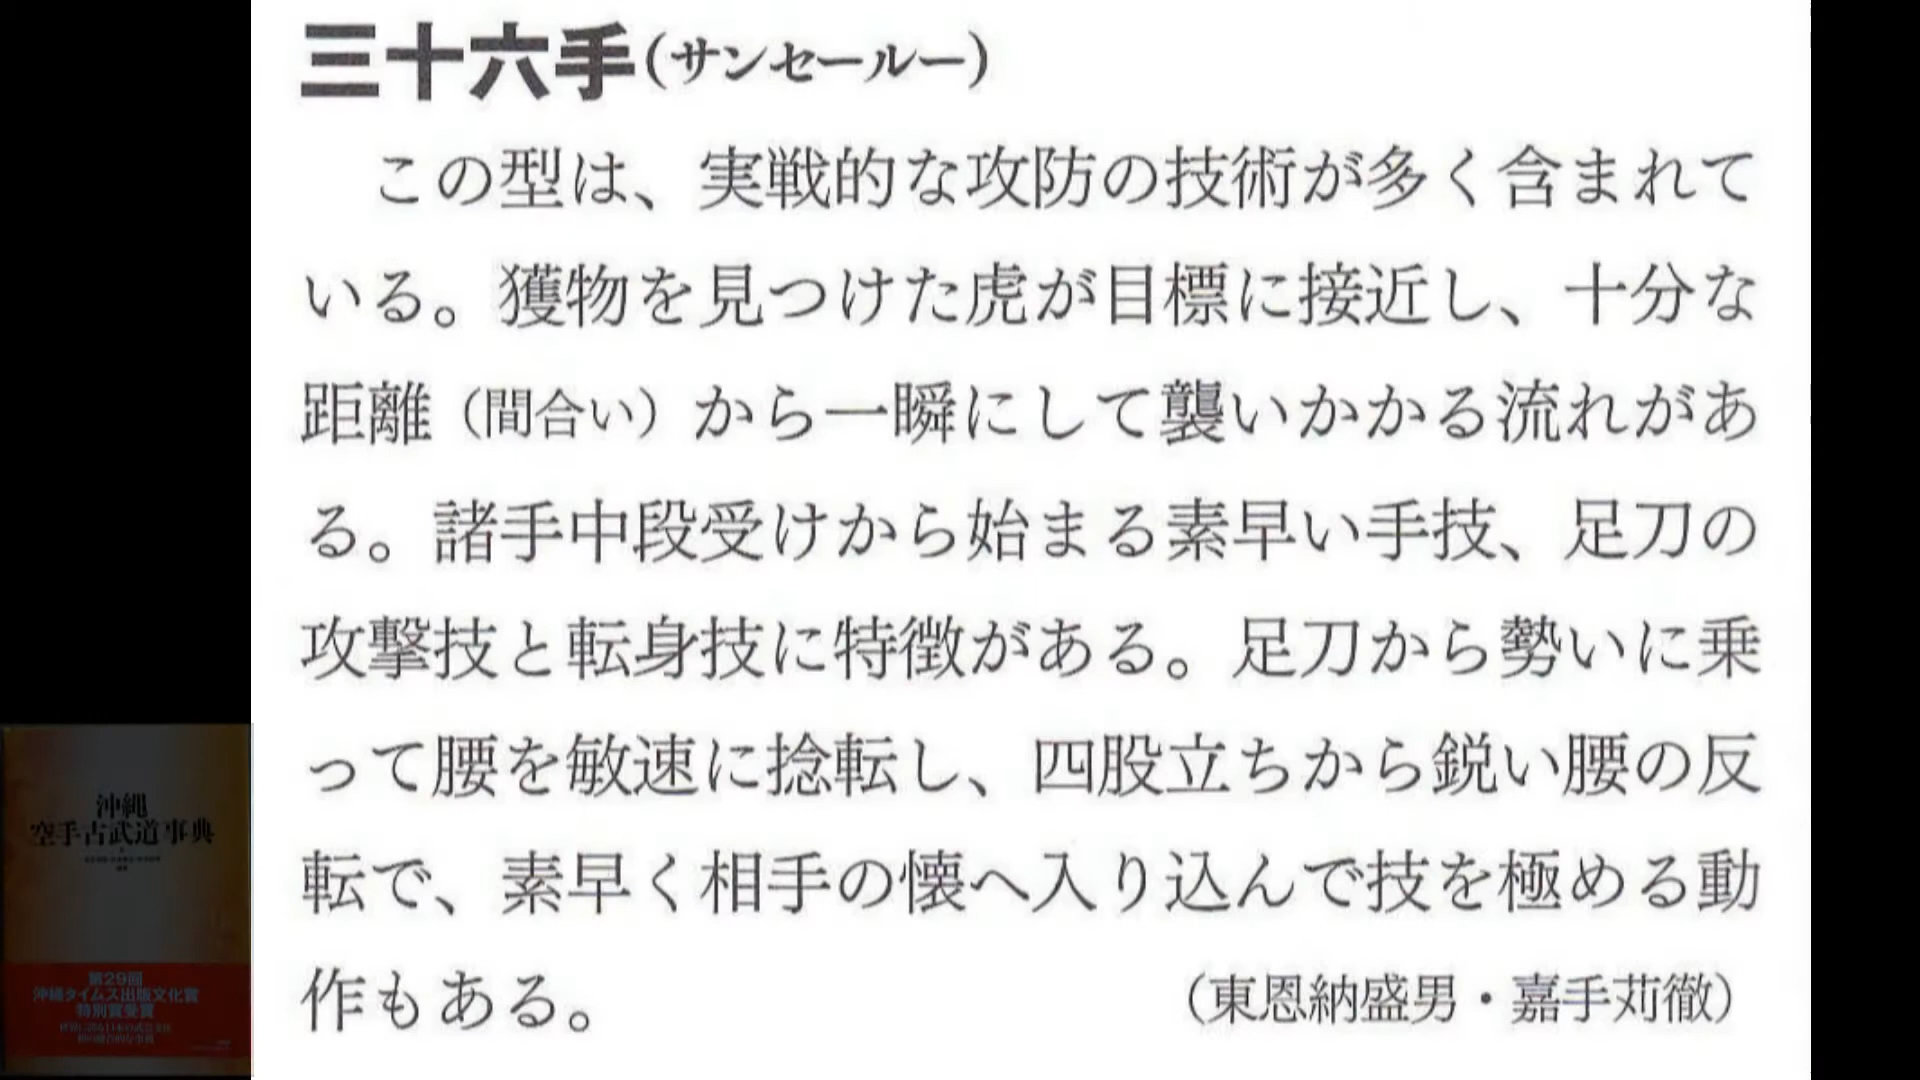 三十六手(サンセールー)
この型は、実戦的な攻防の技術が多く含まれて
いる。獲物を見つけた虎が目標に接近し、十分な
距離（間合い）から一瞬にして襲いかかる流れがあ
る。諸手中段受けから始まる素早い手技、足刀の
攻撃技と転身技に特徴がある。足刀から勢いに乗
って腰を敏速に捻転し、四股立ちから鋭い腰の反
転で、素早く相手の懐へ入り込んで技を極める動
作もある。
（東恩納盛男・嘉手苅徹）
沖縄
空手古武道事典
第29回
沖縄タイムス出版文化賞
特別賞受賞